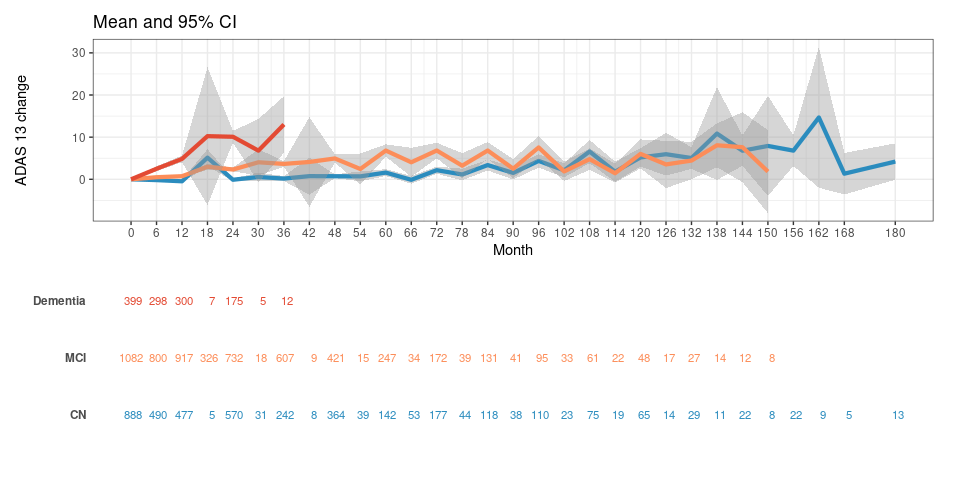 Mean and 95% CI
ADAS 13 change
30
20
10
0
0 6 12 18 24 30 36 42 48 54 60 66 72 78 84 90 96 102 108 114 120 126 132 138 144 150 156 162 168 180
Month
Dementia 399 298 300 7 175 5 12
MCI 1082 800 917 326 732 18 607 9 421 15 247 34 172 39 131 41 95 33 61 22 48 17 27 14 12 8
CN 888 490 477 5 570 31 242 8 364 39 142 53 177 44 118 38 110 23 75 19 65 14 29 11 22 8 22 9 5 13